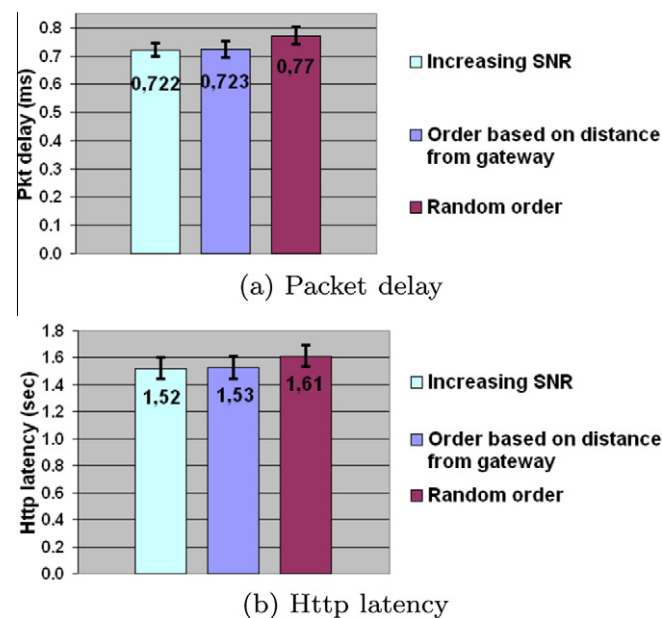 0.8
0.7
0.6
0.5
0.4
0.3
0.2
0.1
0.0
Pkt delay (ms)
0,722
0,723
0,77
Increasing SNR
Order based on distance
from gateway
Random order
(a) Packet delay
1.8
1.6
1.4
1.2
1.0
0.8
0.6
0.4
0.2
0.0
Http latency (sec)
1,52
1,53
1,61
Increasing SNR
Order based on distance
from gateway
Random order
(b) Http latency